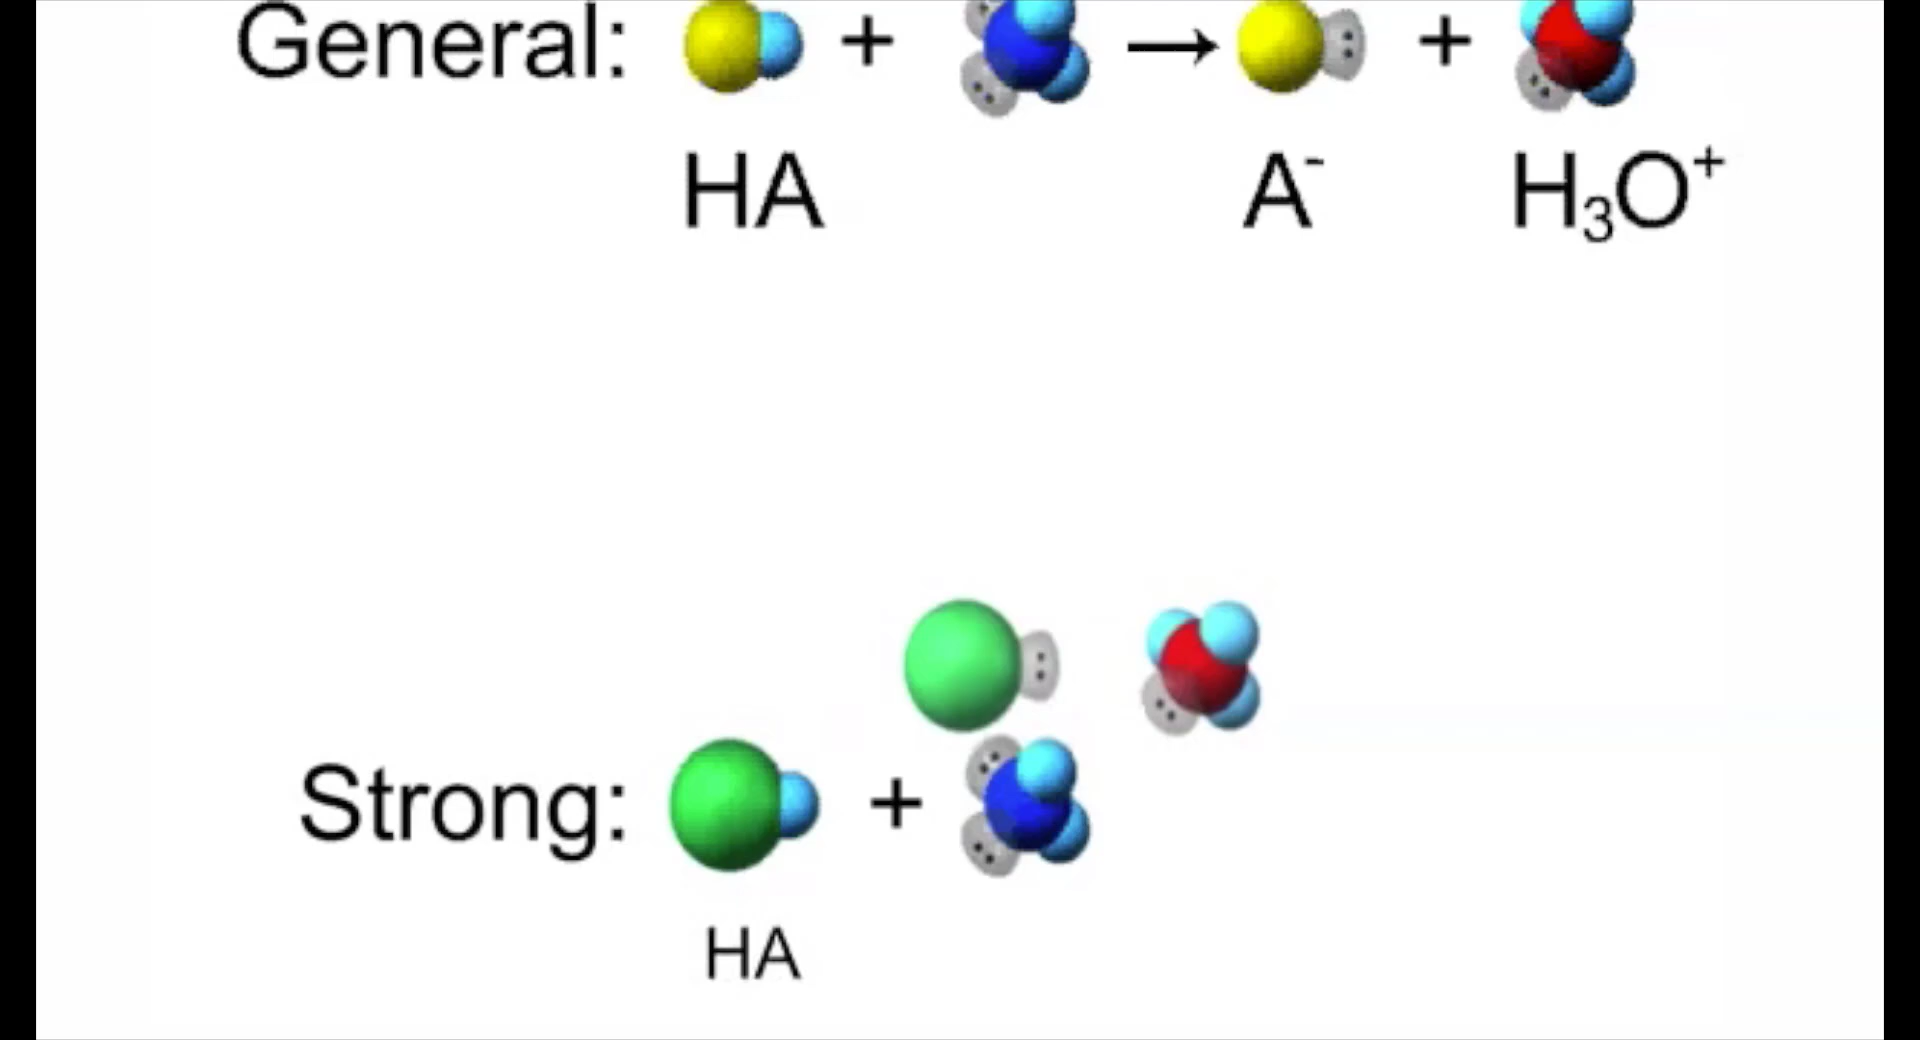 General: + → +
HA A⁻ H₃O⁺
Strong: +
HA